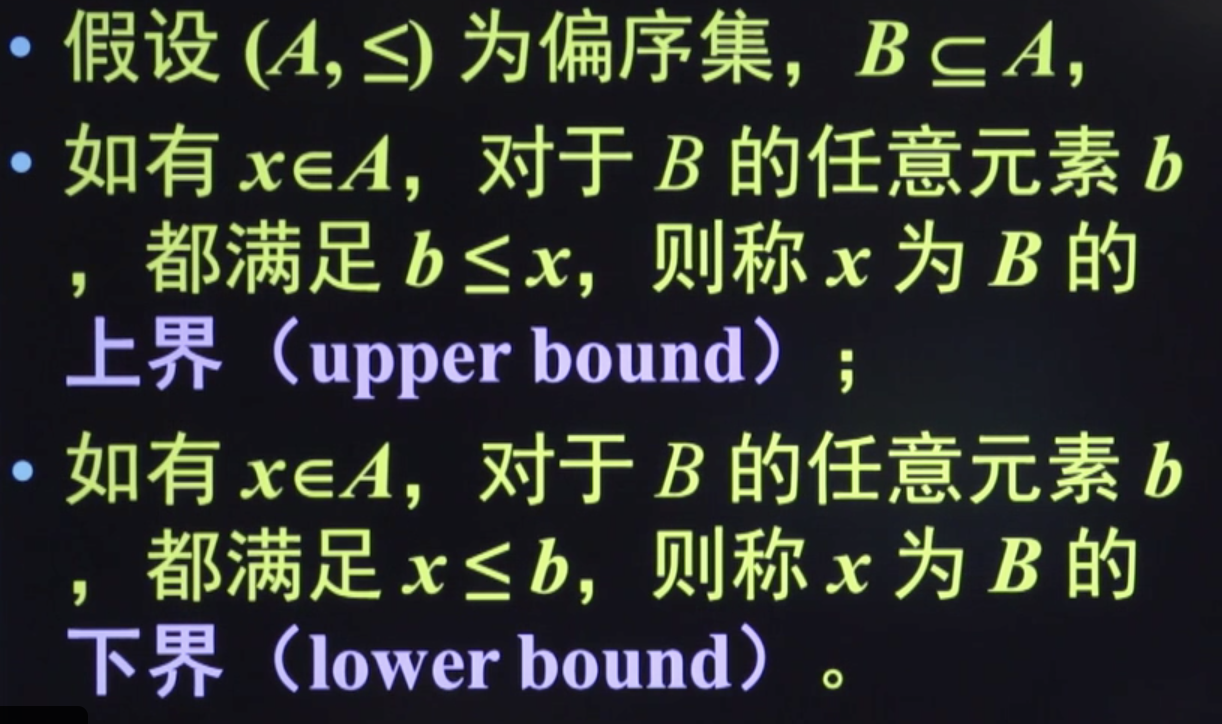 • 假设 (A, ≤) 为偏序集，B ⊆ A，
• 如有 x∈A，对于 B 的任意元素 b
，都满足 b ≤ x，则称 x 为 B 的
上界（upper bound）；
• 如有 x∈A，对于 B 的任意元素 b
，都满足 x ≤ b，则称 x 为 B 的
下界（lower bound）。